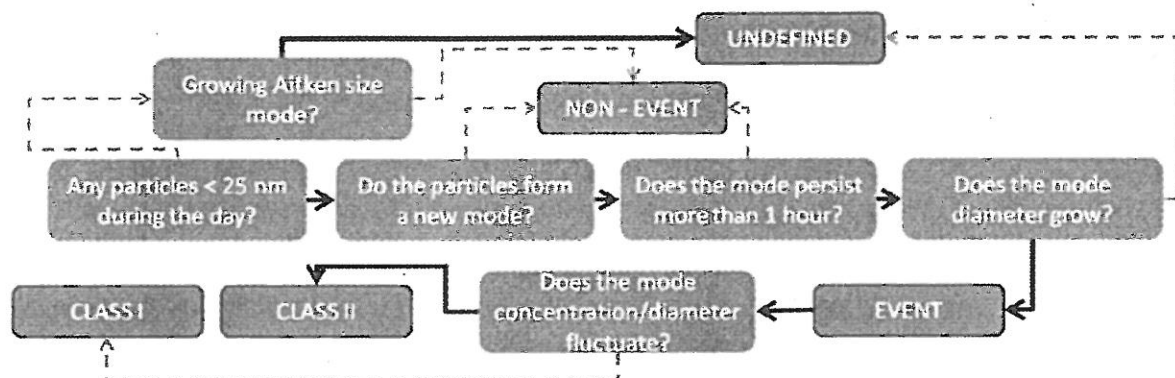 UNDEFINED
Growing Aitken size
mode?
NON - EVENT
Any particles < 25 nm
during the day?
Do the particles form
a new mode?
Does the mode persist
more than 1 hour?
Does the mode
diameter grow?
CLASS I
CLASS II
Does the mode
concentration/diameter
fluctuate?
EVENT